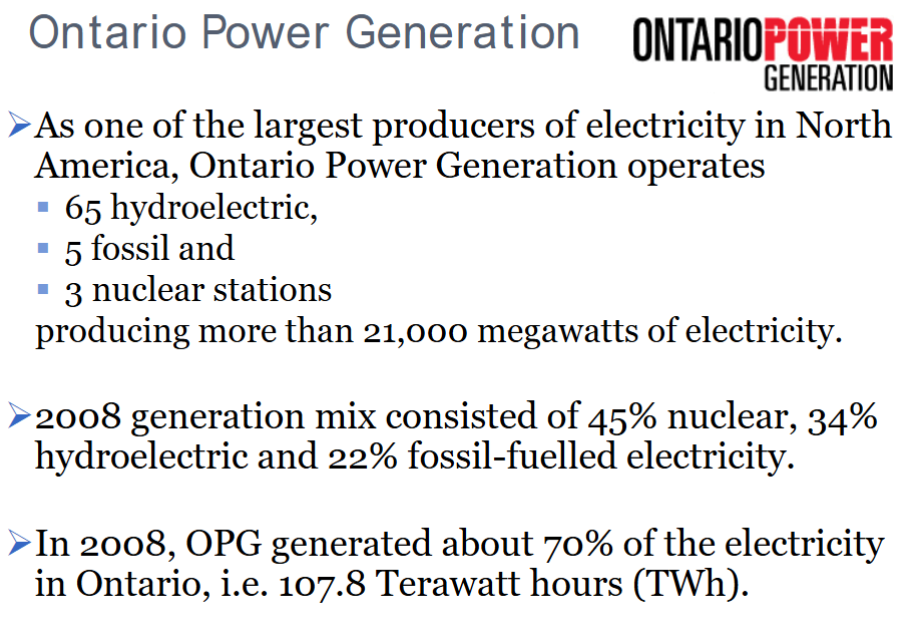 Ontario Power Generation
ONTARIOPOWER
GENERATION
➢As one of the largest producers of electricity in North
America, Ontario Power Generation operates
▪ 65 hydroelectric,
▪ 5 fossil and
▪ 3 nuclear stations
producing more than 21,000 megawatts of electricity.
➢2008 generation mix consisted of 45% nuclear, 34%
hydroelectric and 22% fossil-fuelled electricity.
➢In 2008, OPG generated about 70% of the electricity
in Ontario, i.e. 107.8 Terawatt hours (TWh).